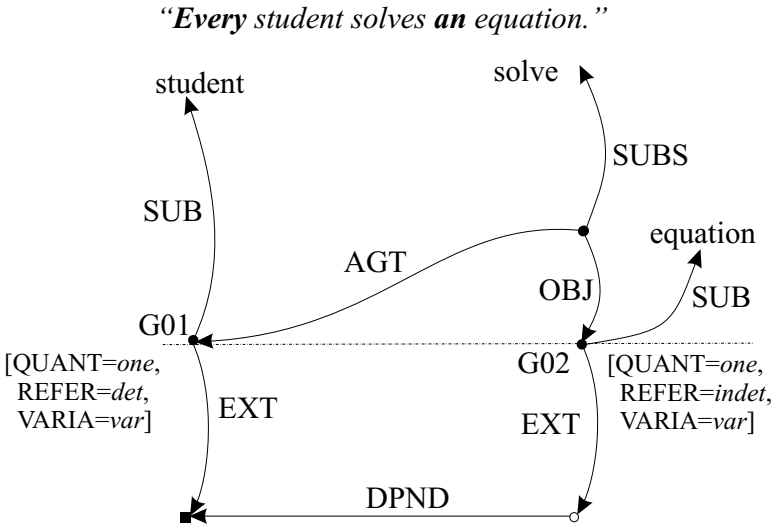 “Every student solves an equation.”
student
solve
SUBS
SUB
equation
AGT
OBJ
SUB
G01
G02
[QUANT=one,
REFER=det,
VARIA=var]
[QUANT=one,
REFER=indet,
VARIA=var]
EXT
EXT
DPND